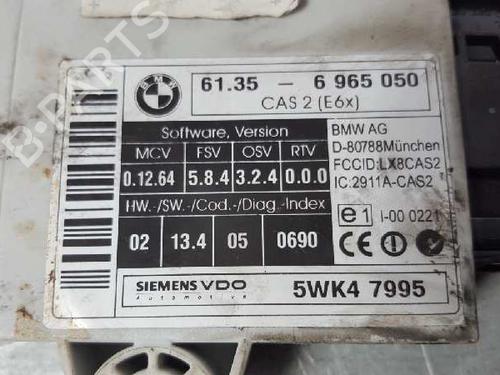 B-PARTS
BMW
61.35 - 6 965 050
CAS 2 (E6x)
Software, Version
MCV FSV OSV RTV
0.12.64 5.8.4 3.2.4 0.0.0
HW.-/SW.-/Cod.-/Diag.-Index
02 13.4 05 0690
BMW AG
D-80788München
FCCID:LX8CAS2
IC:2911A-CAS2
e1 I-00 0221
CE
SIEMENS VDO
Automotive
5WK4 7995